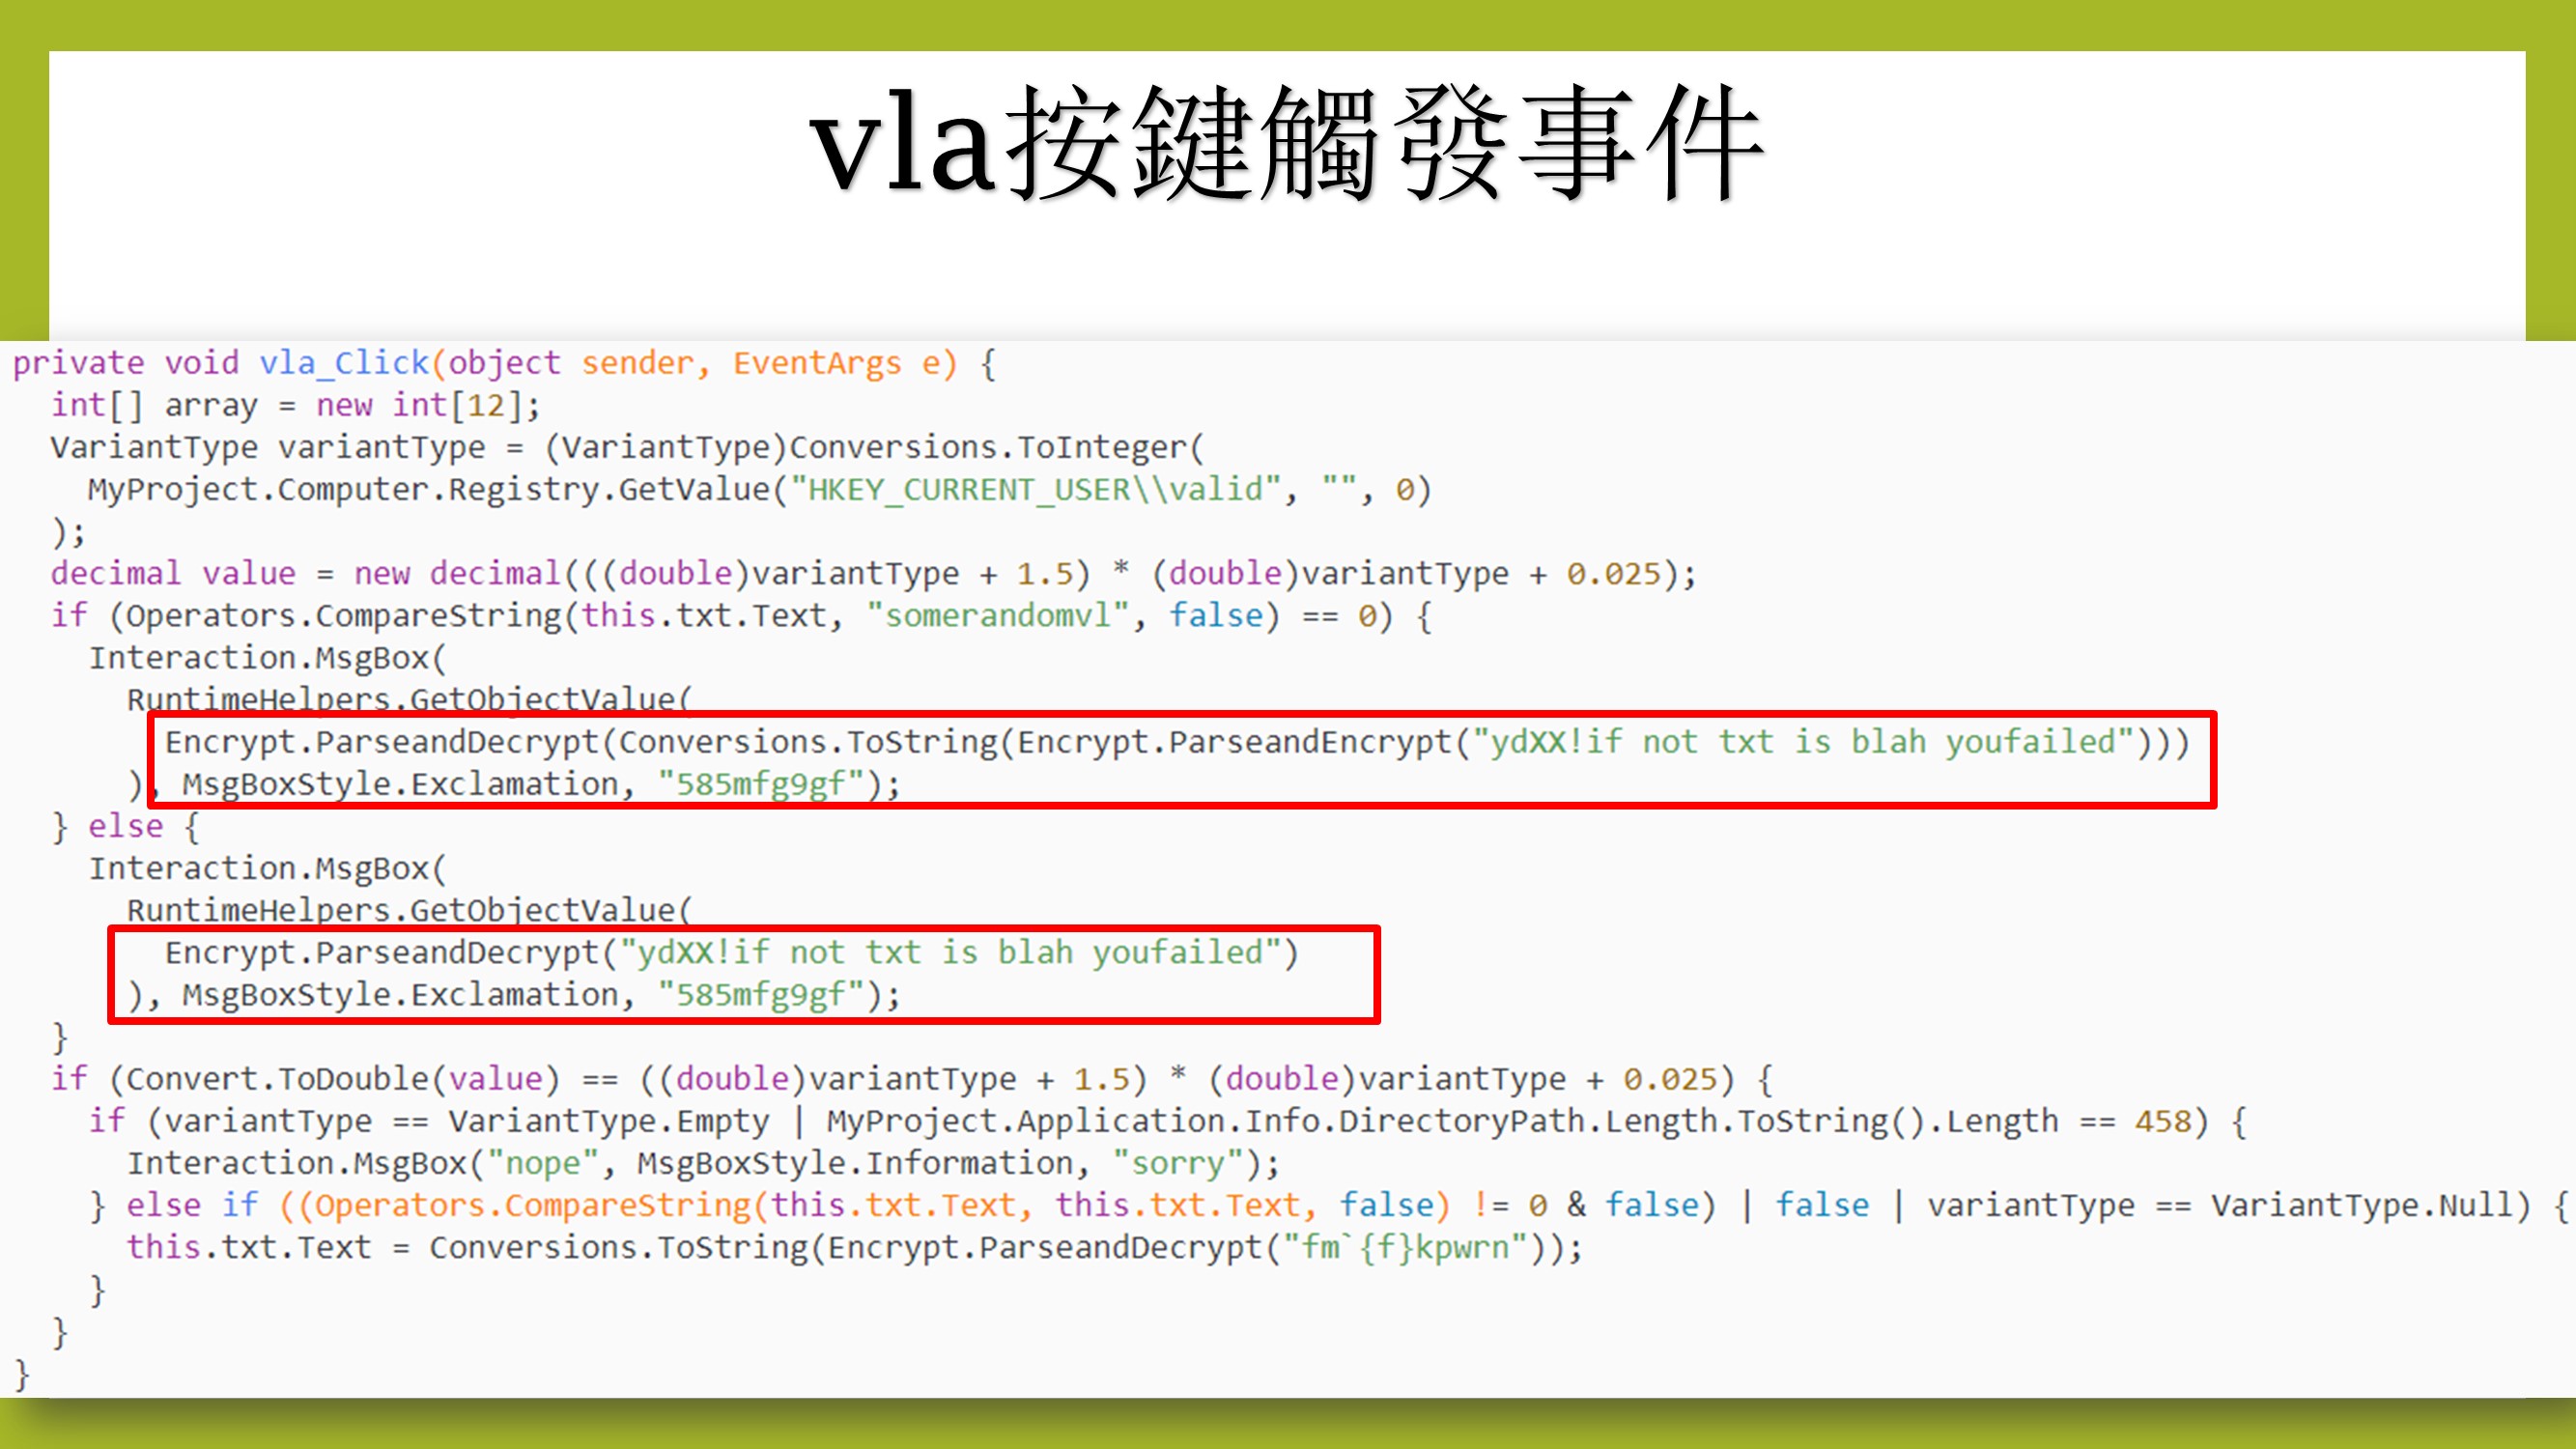 vla按鍵觸發事件
private void vla_Click(object sender, EventArgs e) {
  int[] array = new int[12];
  VariantType variantType = (VariantType)Conversions.ToInteger(
    MyProject.Computer.Registry.GetValue("HKEY_CURRENT_USER\\valid", "", 0)
  );
  decimal value = new decimal(((double)variantType + 1.5) * (double)variantType + 0.025);
  if (Operators.CompareString(this.txt.Text, "somerandomvl", false) == 0) {
    Interaction.MsgBox(
      RuntimeHelpers.GetObjectValue(
        Encrypt.ParseandDecrypt(Conversions.ToString(Encrypt.ParseandEncrypt("ydXX!if not txt is blah youfailed")))
      ), MsgBoxStyle.Exclamation, "585mfg9gf");
  } else {
    Interaction.MsgBox(
      RuntimeHelpers.GetObjectValue(
        Encrypt.ParseandDecrypt("ydXX!if not txt is blah youfailed")
      ), MsgBoxStyle.Exclamation, "585mfg9gf");
  }
  if (Convert.ToDouble(value) == ((double)variantType + 1.5) * (double)variantType + 0.025) {
    if (variantType == VariantType.Empty | MyProject.Application.Info.DirectoryPath.Length.ToString().Length == 458) {
      Interaction.MsgBox("nope", MsgBoxStyle.Information, "sorry");
    } else if ((Operators.CompareString(this.txt.Text, this.txt.Text, false) != 0 & false) | false | variantType == VariantType.Null) {
      this.txt.Text = Conversions.ToString(Encrypt.ParseandDecrypt("fm`{f}kpwrn"));
    }
  }
}